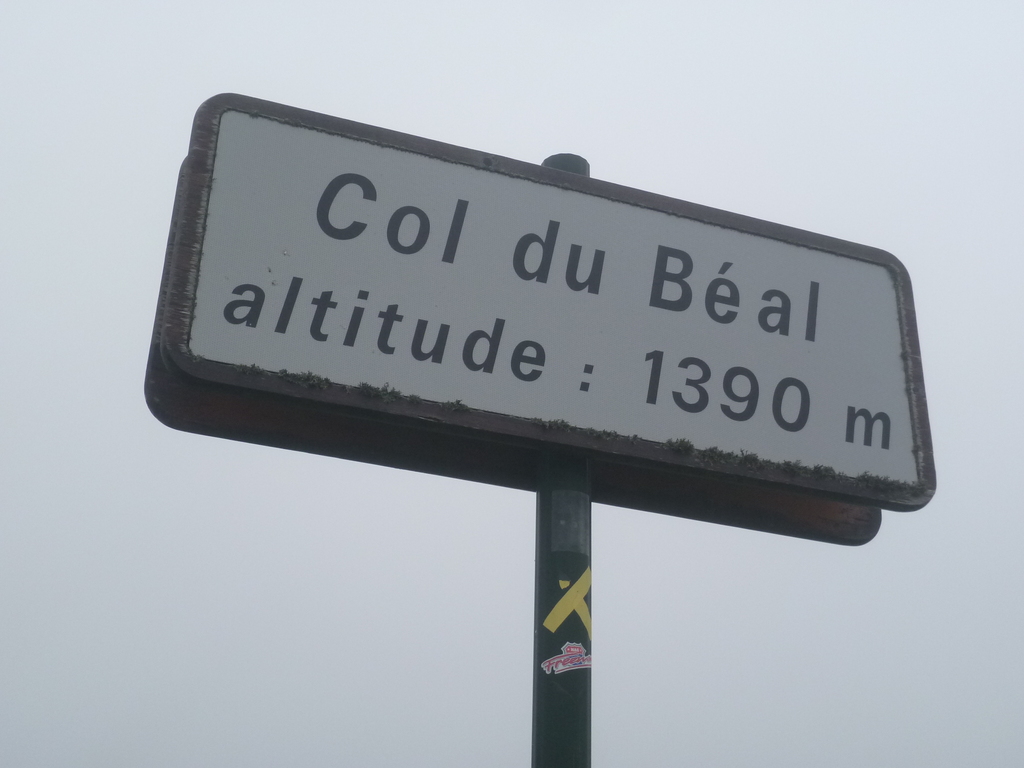 Col du Béal
altitude : 1390 m